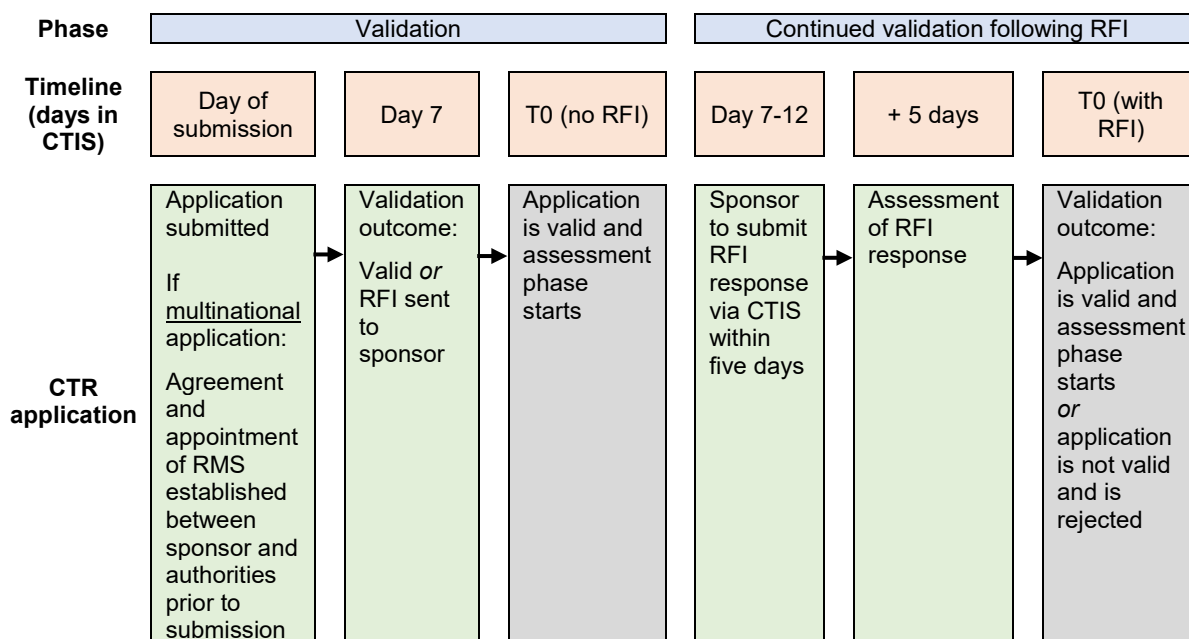 Phase
Validation
Continued validation following RFI
Timeline
(days in
CTIS)
Day of
submission
Day 7
T0 (no RFI)
Day 7-12
+ 5 days
T0 (with
RFI)
CTR
application
Application
submitted
If
multinational
application:
Agreement
and
appointment
of RMS
established
between
sponsor and
authorities
prior to
submission
Validation
outcome:
Valid or
RFI sent
to
sponsor
Application
is valid and
assessment
phase
starts
Sponsor
to submit
RFI
response
via CTIS
within
five days
Assessment
of RFI
response
Validation
outcome:
Application
is valid and
assessment
phase
starts
or
application
is not valid
and is
rejected